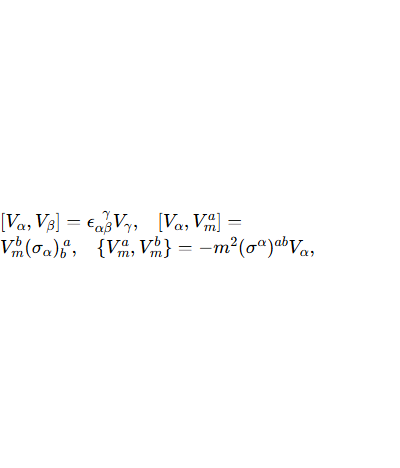 $[V_\alpha, V_\beta] = \epsilon_{\alpha\beta}^{\;\;\gamma} V_\gamma, \quad [V_\alpha, V_m^a] =$
$V_m^b (\sigma_\alpha)_b^{\;a}, \quad \{V_m^a, V_m^b\} = -m^2 (\sigma^\alpha)^{ab} V_\alpha,$